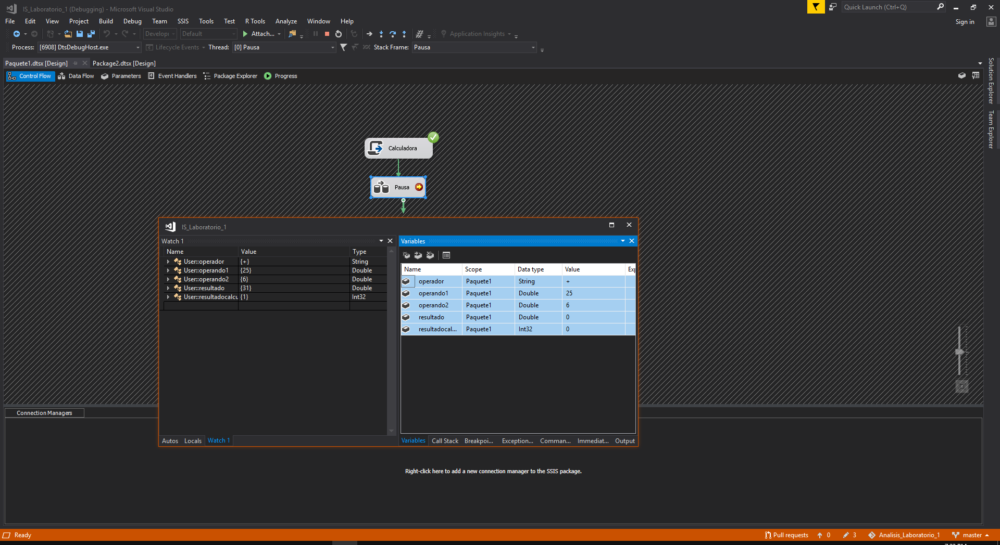 IS_Laboratorio_1 (Debugging) - Microsoft Visual Studio
Quick Launch (Ctrl+Q)
File Edit View Project Build Debug Team SSIS Tools Test R Tools Analyze Window Help
Sign in
Developi Default Attach... Application Insights
Process: [6908] DtsDebugHost.exe Lifecycle Events Thread: [0] Pausa Stack Frame: Pausa
Paquete1.dtsx [Design] Package2.dtsx [Design]
Control Flow Data Flow Parameters Event Handlers Package Explorer Progress
Solution Explorer
Team Explorer
Calculadora
Pausa
IS_Laboratorio_1
Watch 1
Name Value Type
User::operador {+} String
User::operando1 {25} Double
User::operando2 {6} Double
User::resultado {31} Double
User::resultadocalcu {1} Int32
Autos Locals Watch 1
Variables
Name Scope Data type Value Exp
operador Paquete1 String +
operando1 Paquete1 Double 25
operando2 Paquete1 Double 6
resultado Paquete1 Double 0
resultadocal... Paquete1 Int32 0
Variables Call Stack Breakpoi... Exception... Comman... Immediat... Output
Connection Managers
Right-click here to add a new connection manager to the SSIS package.
Ready
Pull requests 0 3 Analisis_Laboratorio_1 master